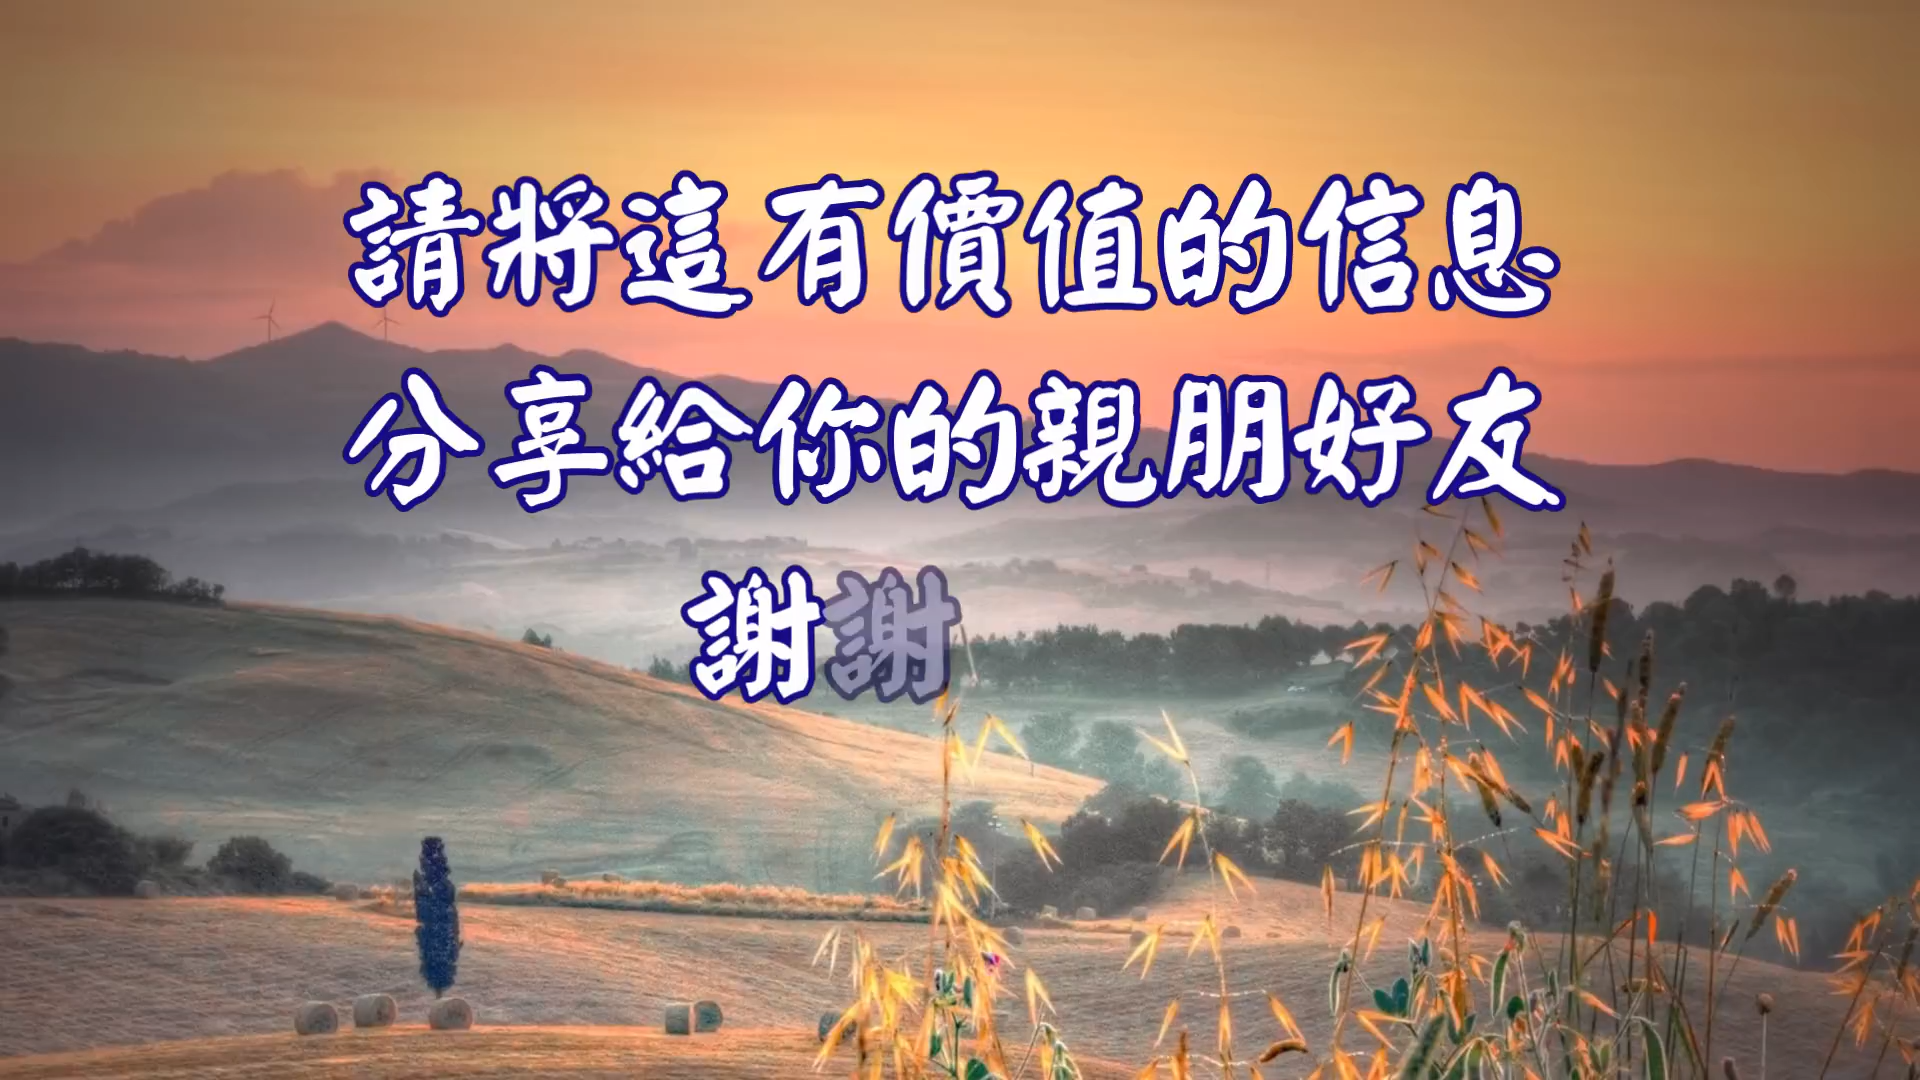 請將這有價值的信息
分享給你的親朋好友
謝謝